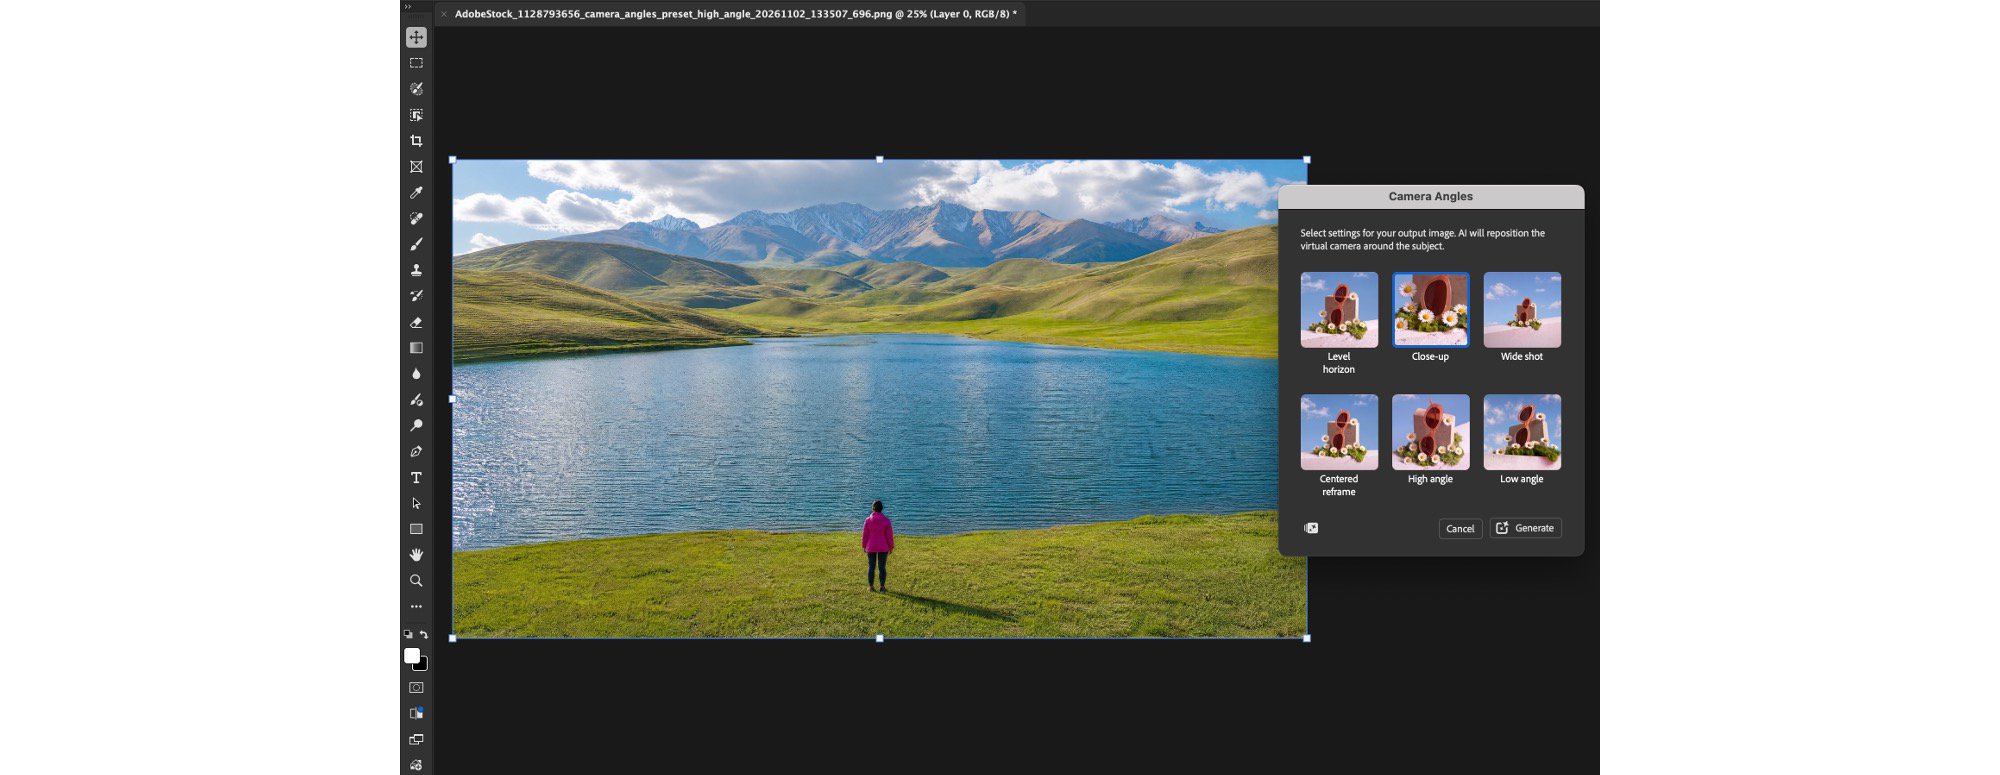 AdobeStock_1128793656_camera_angles_preset_high_angle_20261102_133507_696.png @ 25% (Layer 0, RGB/8) *
Camera Angles
Select settings for your output image. AI will reposition the
virtual camera around the subject.
Level
horizon
Close-up
Wide shot
Centered
reframe
High angle
Low angle
Cancel
Generate